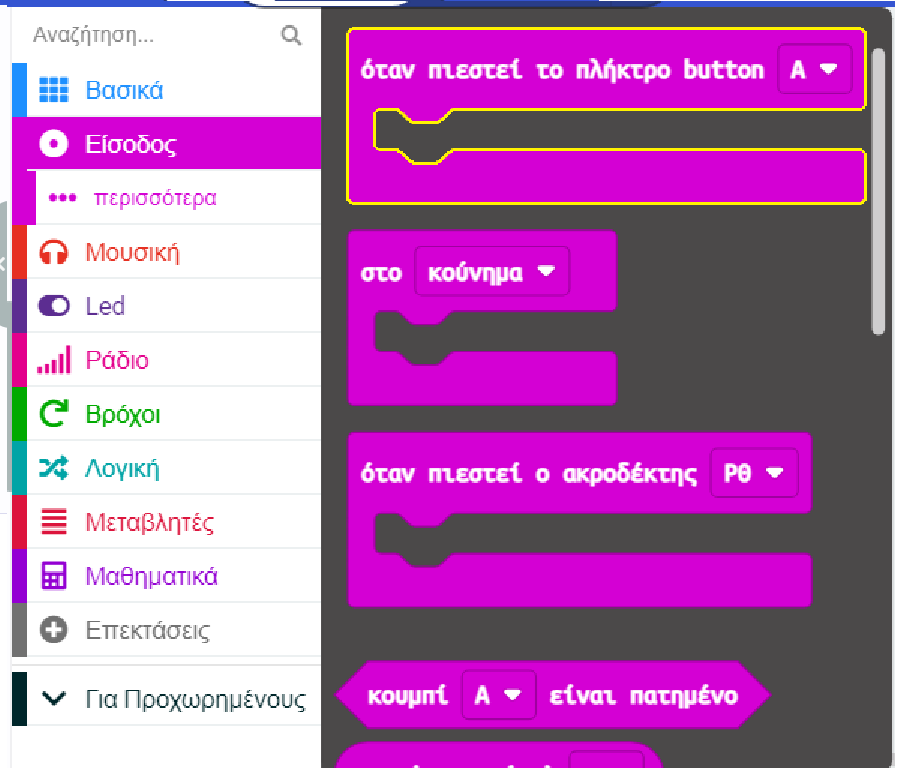 Αναζήτηση...
Βασικά
Είσοδος
περισσότερα
Μουσική
Led
Ράδιο
Βρόχοι
Λογική
Μεταβλητές
Μαθηματικά
Επεκτάσεις
Για Προχωρημένους
όταν πιεστεί το πλήκτρο button A
στο κούνημα
όταν πιεστεί ο ακροδέκτης P0
κουμπί A είναι πατημένο